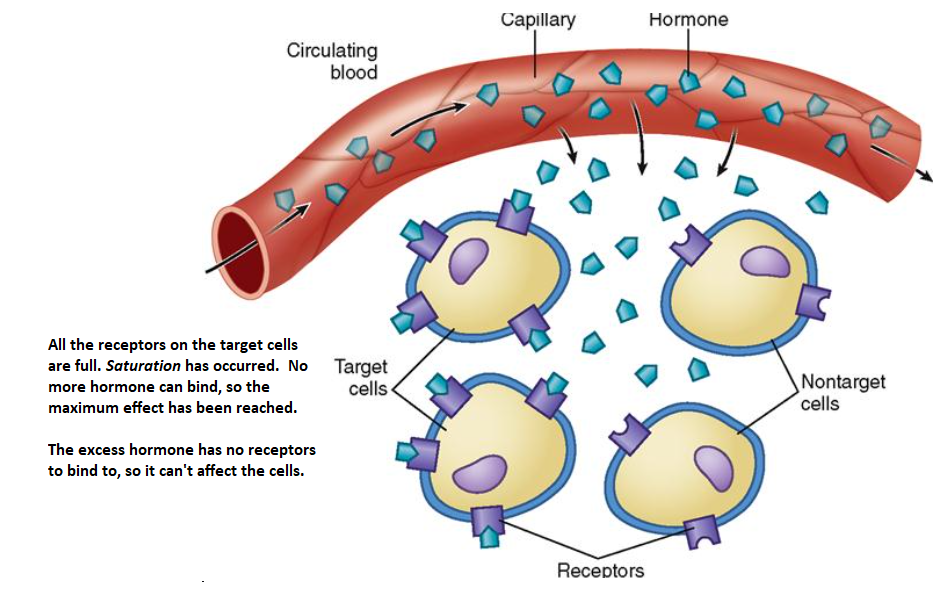 Capillary
Hormone
Circulating
blood
All the receptors on the target cells
are full. Saturation has occurred.  No
more hormone can bind, so the
maximum effect has been reached.
The excess hormone has no receptors
to bind to, so it can't affect the cells.
Target
cells
Nontarget
cells
Receptors